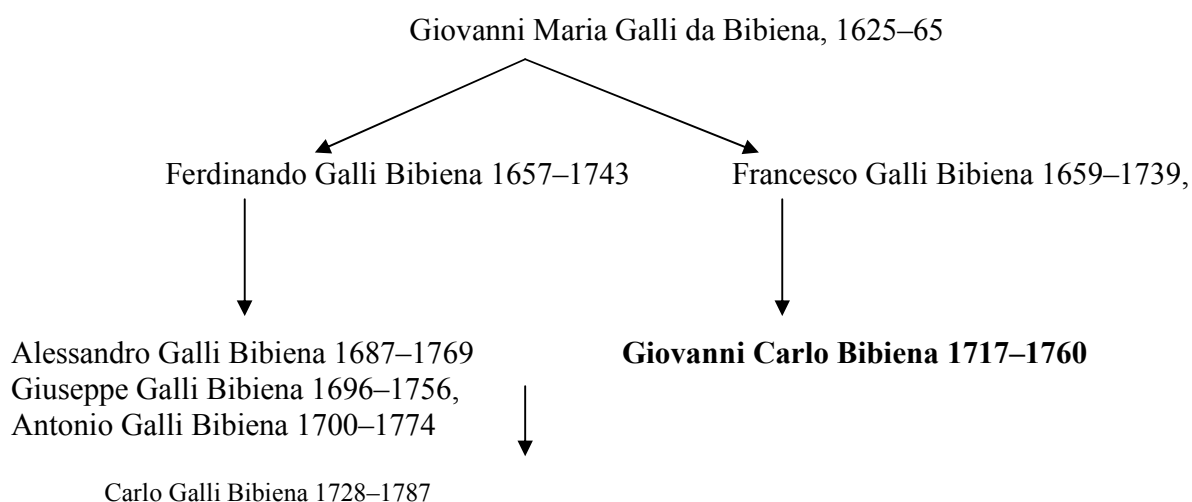 Giovanni Maria Galli da Bibiena, 1625–65
Ferdinando Galli Bibiena 1657–1743
Francesco Galli Bibiena 1659–1739,
Alessandro Galli Bibiena 1687–1769
Giuseppe Galli Bibiena 1696–1756,
Antonio Galli Bibiena 1700–1774
Giovanni Carlo Bibiena 1717–1760
Carlo Galli Bibiena 1728–1787